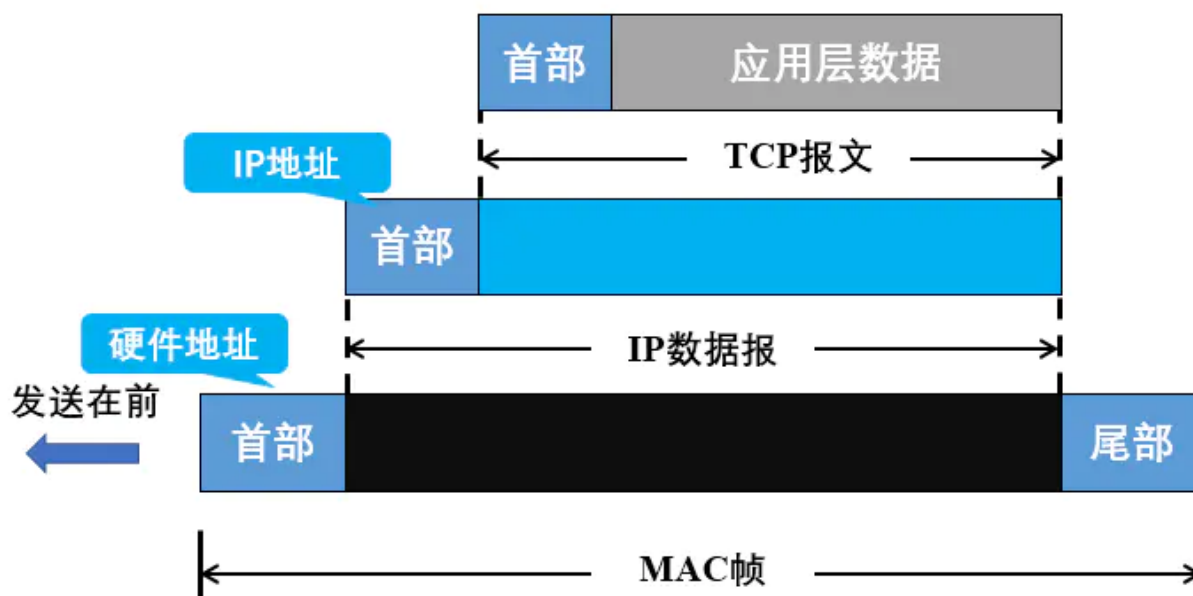 首部
应用层数据
TCP报文
IP地址
首部
IP数据报
硬件地址
发送在前
首部
尾部
MAC帧